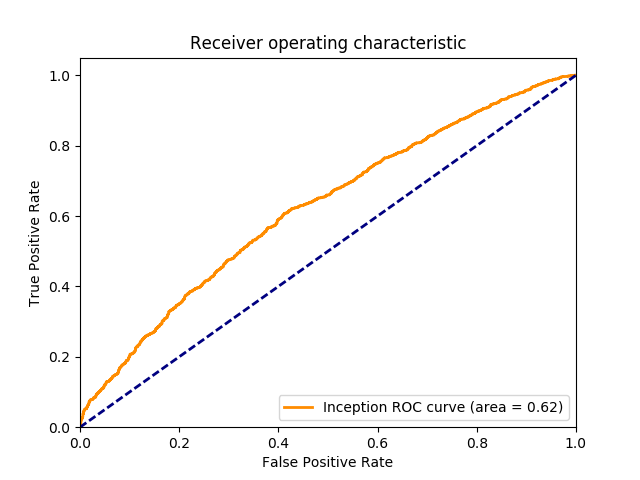 Receiver operating characteristic
1.0
0.8
0.6
0.4
0.2
0.0
True Positive Rate
Inception ROC curve (area = 0.62)
0.0 0.2 0.4 0.6 0.8 1.0
False Positive Rate